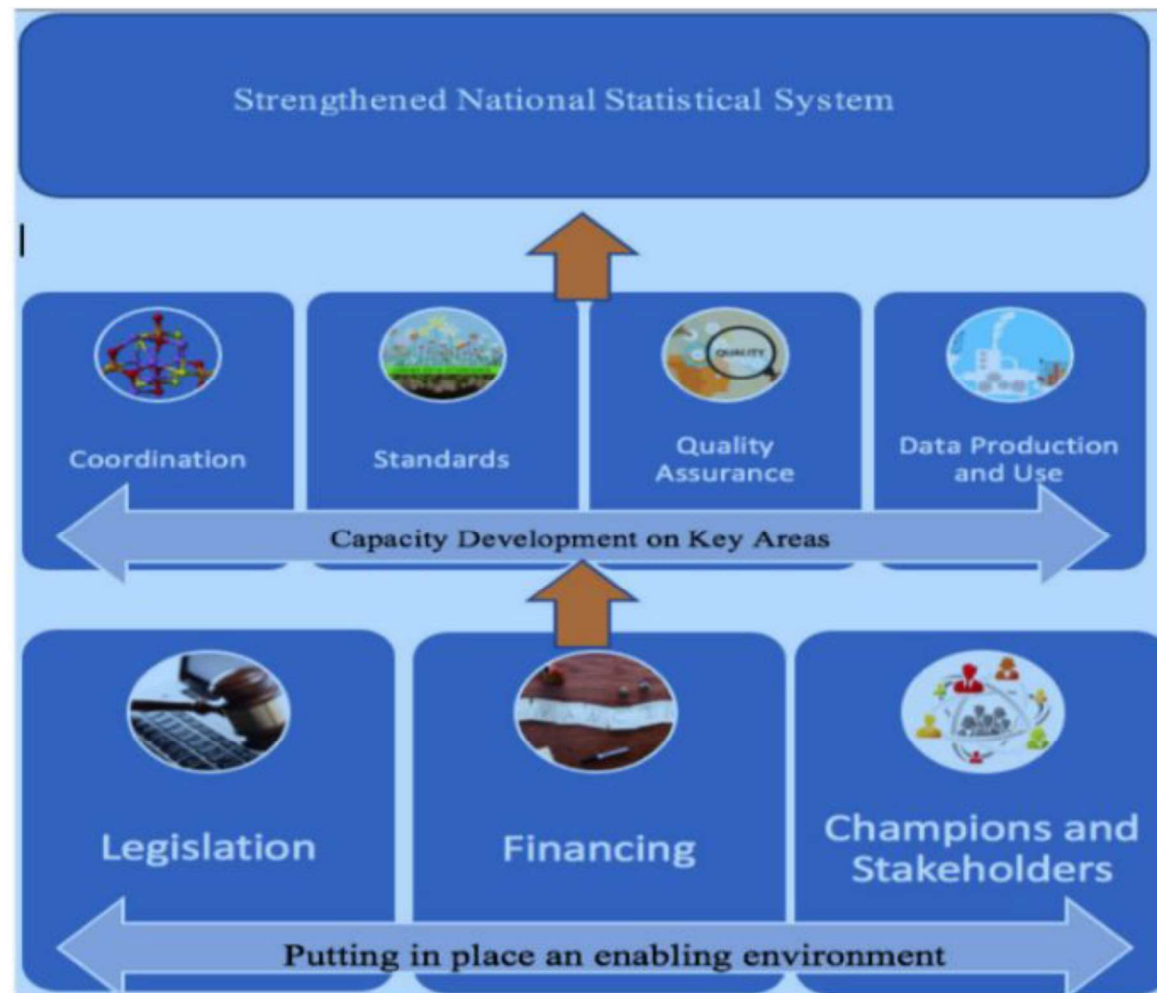 Strengthened National Statistical System
QUALITY
Coordination
Standards
Quality
Assurance
Data Production
and Use
Capacity Development on Key Areas
Legislation
Financing
Champions and
Stakeholders
Putting in place an enabling environment